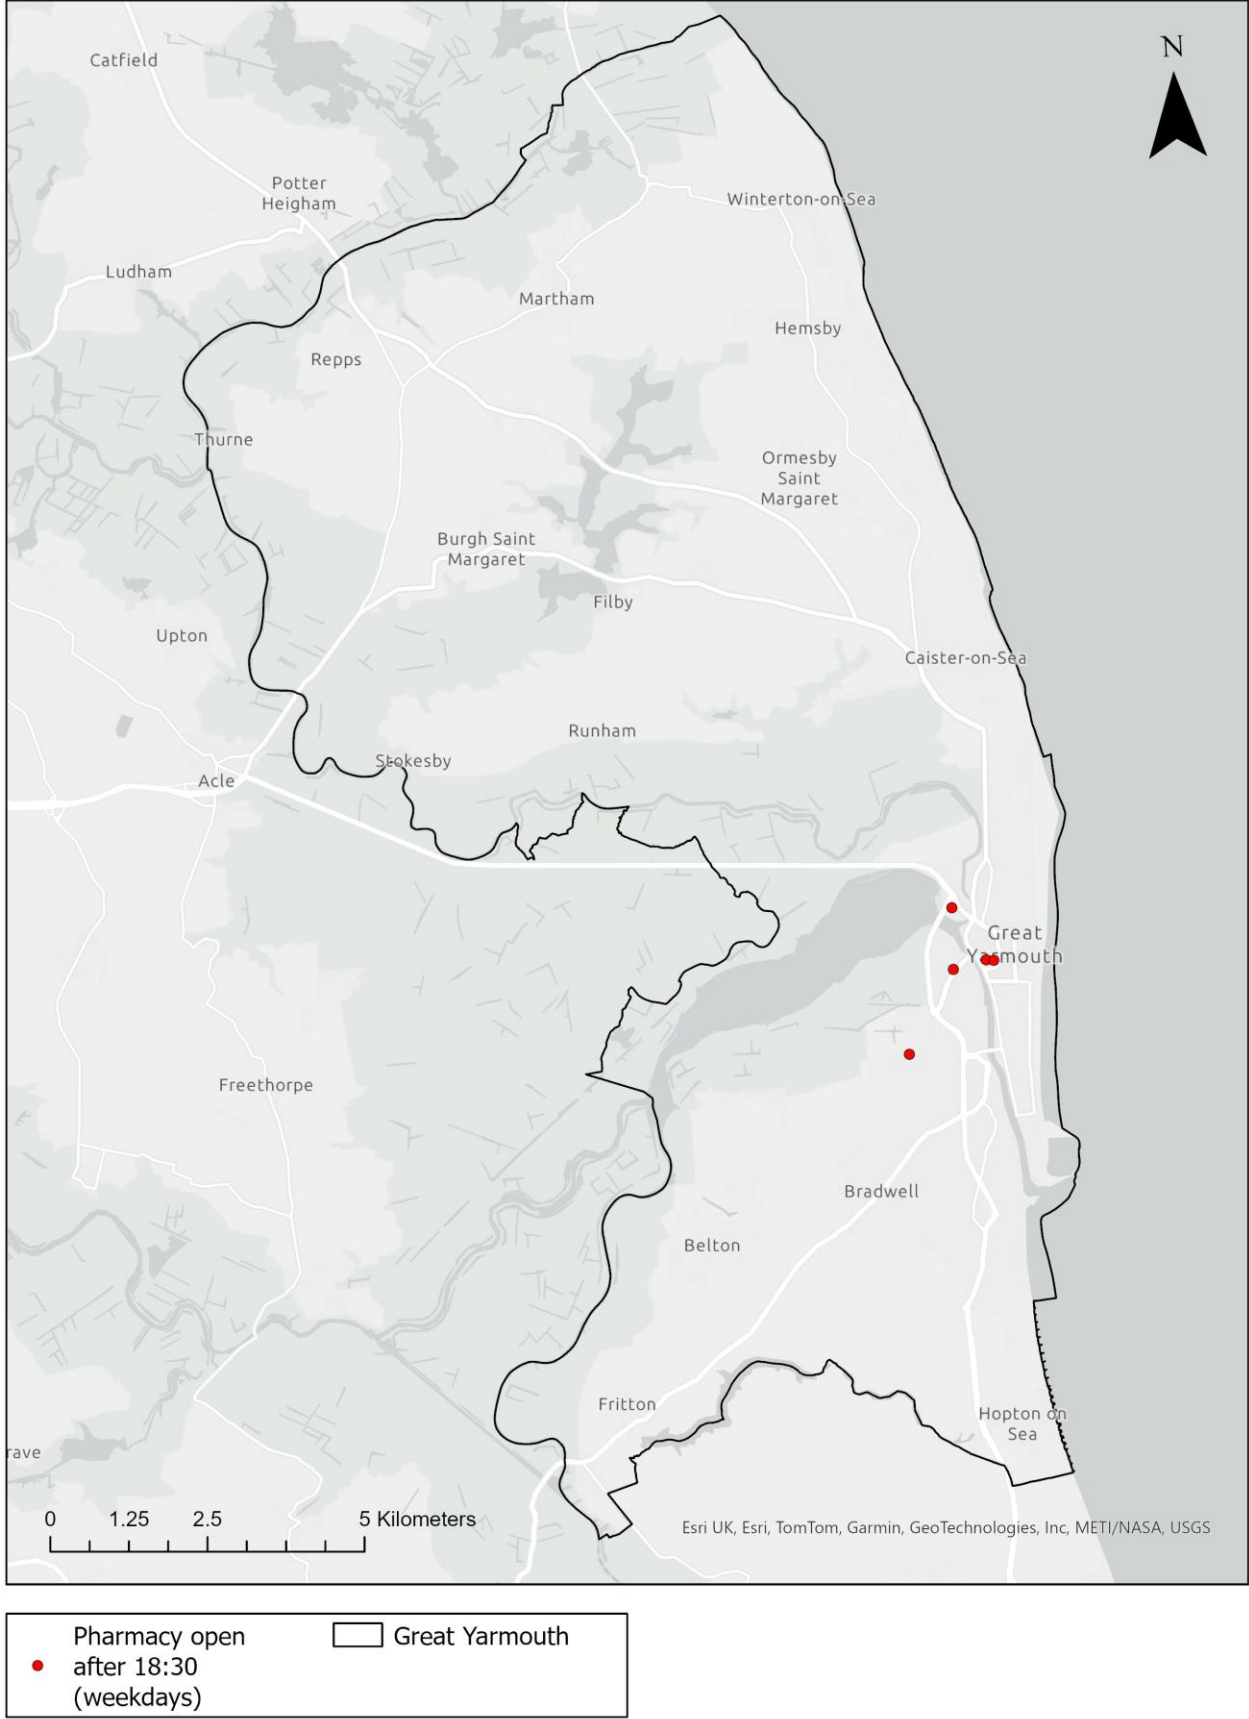 N
Catfield
Potter
Heigham
Winterton-on-Sea
Ludham
Martham
Hemsby
Repps
Thurne
Ormesby
Saint
Margaret
Burgh Saint
Margaret
Filby
Upton
Caister-on-Sea
Runham
Stokesby
Acle
Great
Yarmouth
Freethorpe
Bradwell
Belton
Fritton
Hopton on
Sea
rave
0 1.25 2.5 5 Kilometers
Esri UK, Esri, TomTom, Garmin, GeoTechnologies, Inc, METI/NASA, USGS
Pharmacy open
after 18:30
(weekdays)
Great Yarmouth